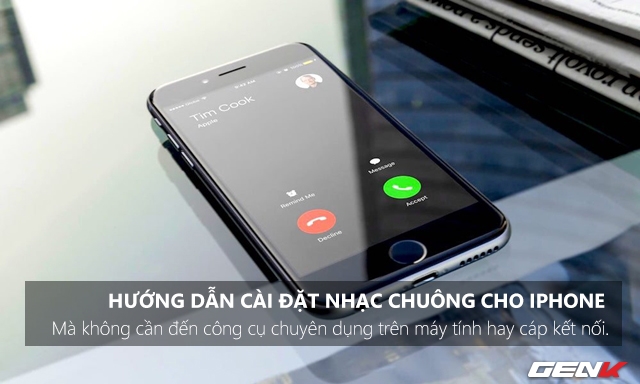 Tim Cook
Apple
Remind Me
Message
Decline
Accept
HƯỚNG DẪN CÀI ĐẶT NHẠC CHUÔNG CHO IPHONE
Mà không cần đến công cụ chuyên dụng trên máy tính hay cáp kết nối.
GENK